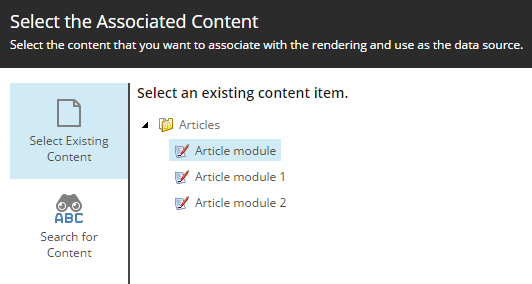 Select the Associated Content
Select the content that you want to associate with the rendering and use as the data source.
Select Existing
Content
ABC
Search for
Content
Select an existing content item.
Articles
Article module
Article module 1
Article module 2